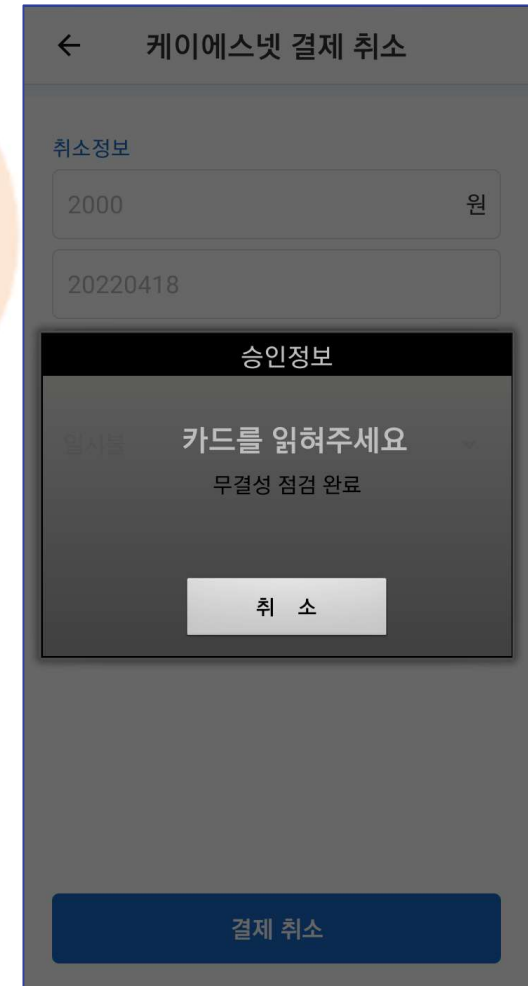 ← 케이에스넷 결제 취소
취소정보
2000 원
20220418
승인정보
일시불
카드를 읽혀주세요
무결성 점검 완료
취 소
결제 취소